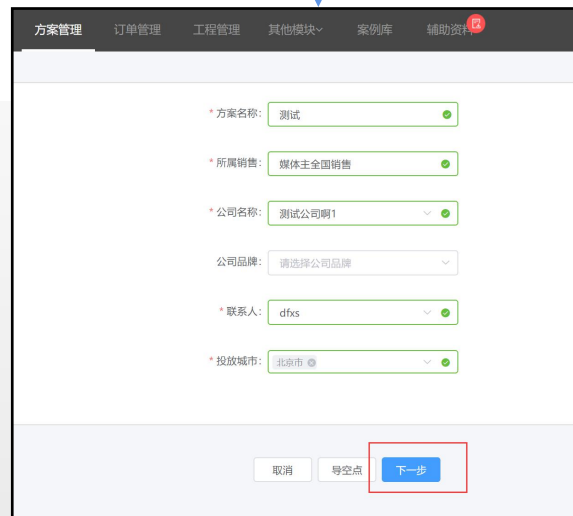 方案管理 订单管理 工程管理 其他模块 案例库 辅助资料
* 方案名称: 测试
* 所属销售: 媒体主全国销售
* 公司名称: 测试公司啊1
公司品牌: 请选择公司品牌
* 联系人: dfxs
* 投放城市: 北京市
取消 导空点 下一步